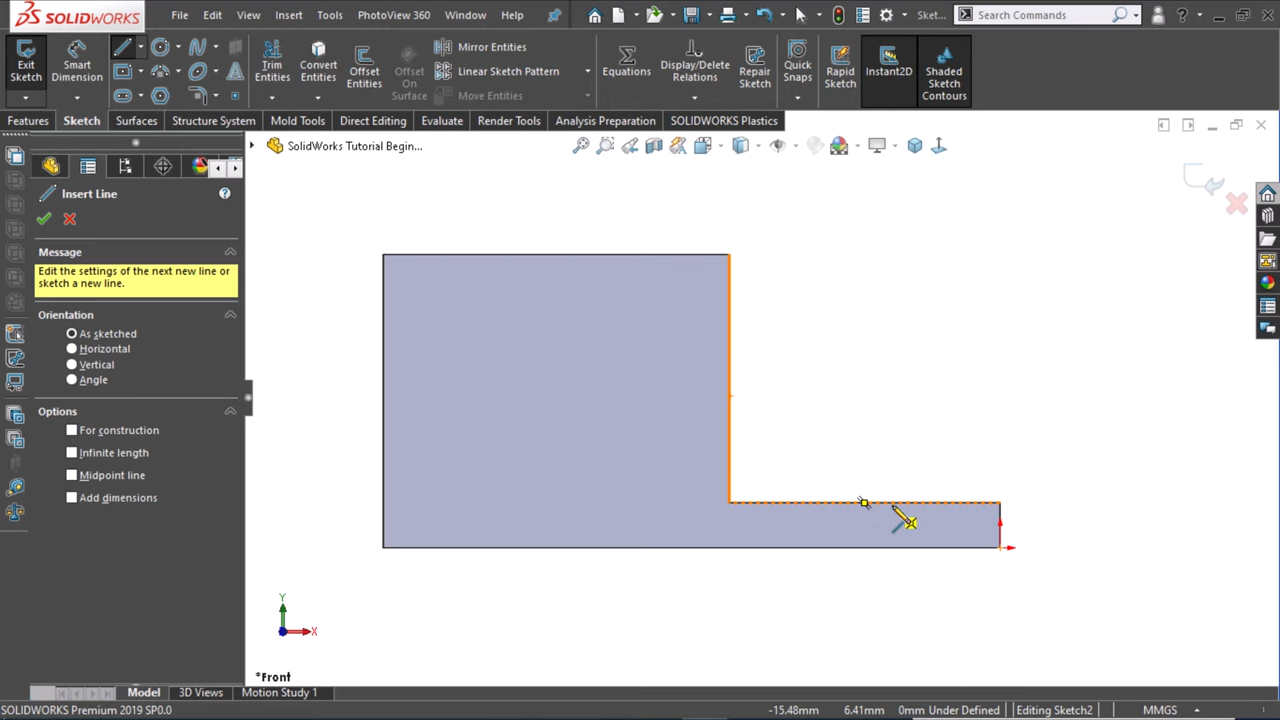 SOLIDWORKS File Edit View Insert Tools PhotoView 360 Window Help Sket... Search Commands ?
Exit Sketch Smart Dimension Trim Entities Convert Entities Offset Entities Offset On Surface Mirror Entities Linear Sketch Pattern Move Entities Equations Display/Delete Relations Repair Sketch Quick Snaps Rapid Sketch Instant2D Shaded Sketch Contours
Features Sketch Surfaces Structure System Mold Tools Direct Editing Evaluate Render Tools Analysis Preparation SOLIDWORKS Plastics
SolidWorks Tutorial Begin...
Insert Line ?
Message
Edit the settings of the next new line or
sketch a new line.
Orientation
As sketched
Horizontal
Vertical
Angle
Options
For construction
Infinite length
Midpoint line
Add dimensions
Y
X
*Front
Model 3D Views Motion Study 1
SOLIDWORKS Premium 2019 SP0.0 -15.48mm 6.41mm 0mm Under Defined Editing Sketch2 MMGS